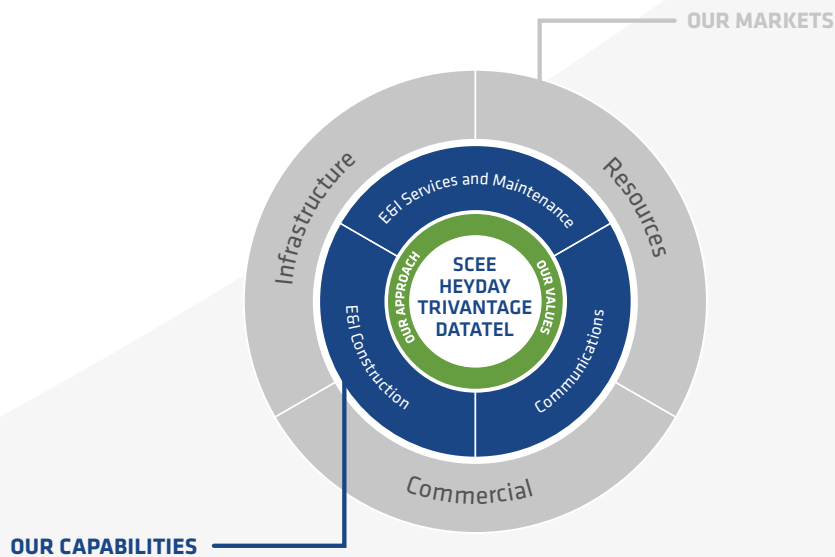 OUR MARKETS
Infrastructure
Resources
E&I Services and Maintenance
OUR APPROACH
OUR VALUES
SCEE
HEYDAY
TRIVANTAGE
DATATEL
E&I Construction
Communications
Commercial
OUR CAPABILITIES